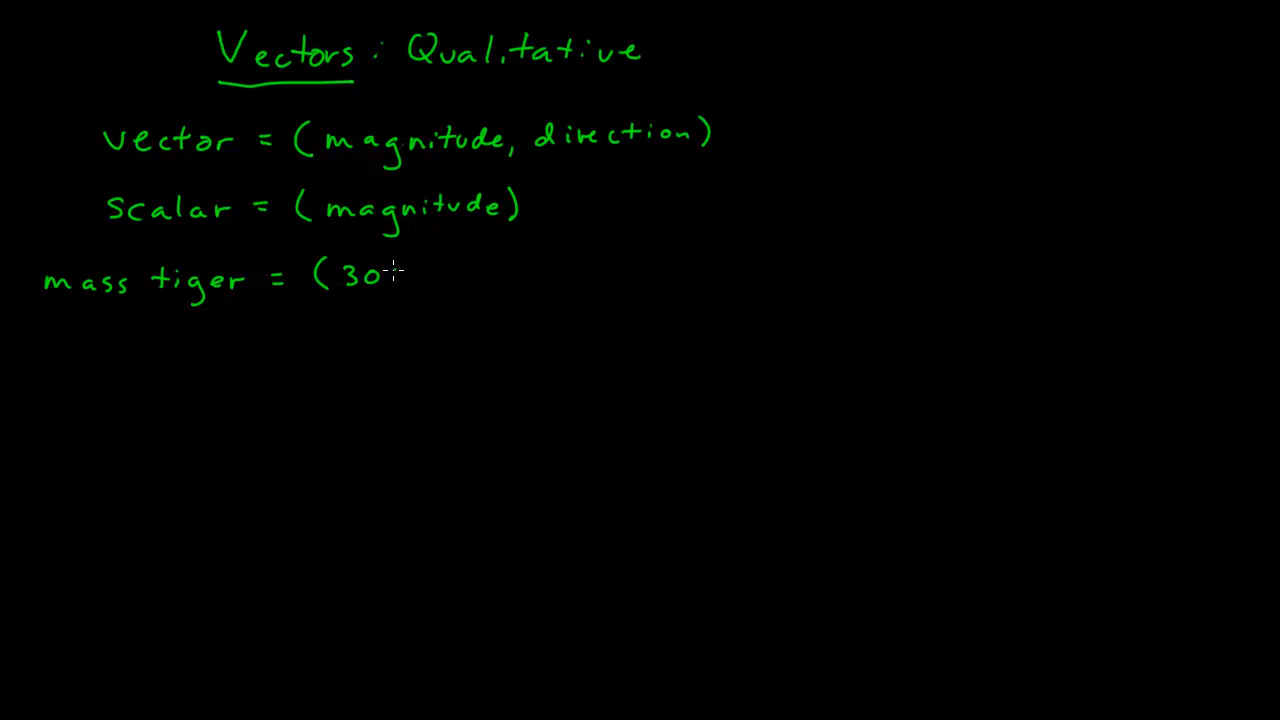 Vectors : Qualitative
vector = (magnitude, direction)
scalar = (magnitude)
mass tiger = (30